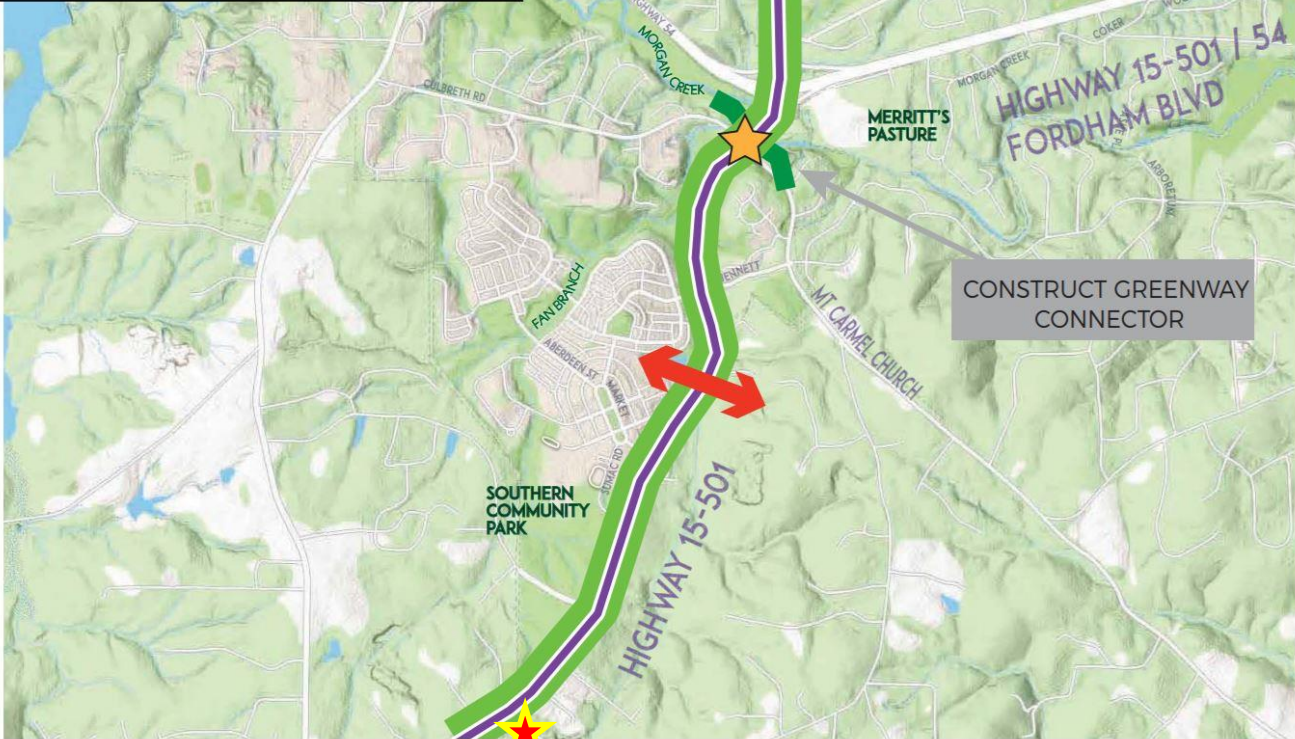 HIGHWAY 54
MORGAN CREEK
CULBRETH RD
COKER
MORGAN CREEK
HIGHWAY 15-501 / 54
FORDHAM BLVD
MERRITT'S
PASTURE
ARBORETUM
CONSTRUCT GREENWAY
CONNECTOR
ENNETT
FAN BRANCH
MT CARMEL CHURCH
ABERDEEN ST
MARKET
SUMAC RD
SOUTHERN
COMMUNITY
PARK
HIGHWAY 15-501